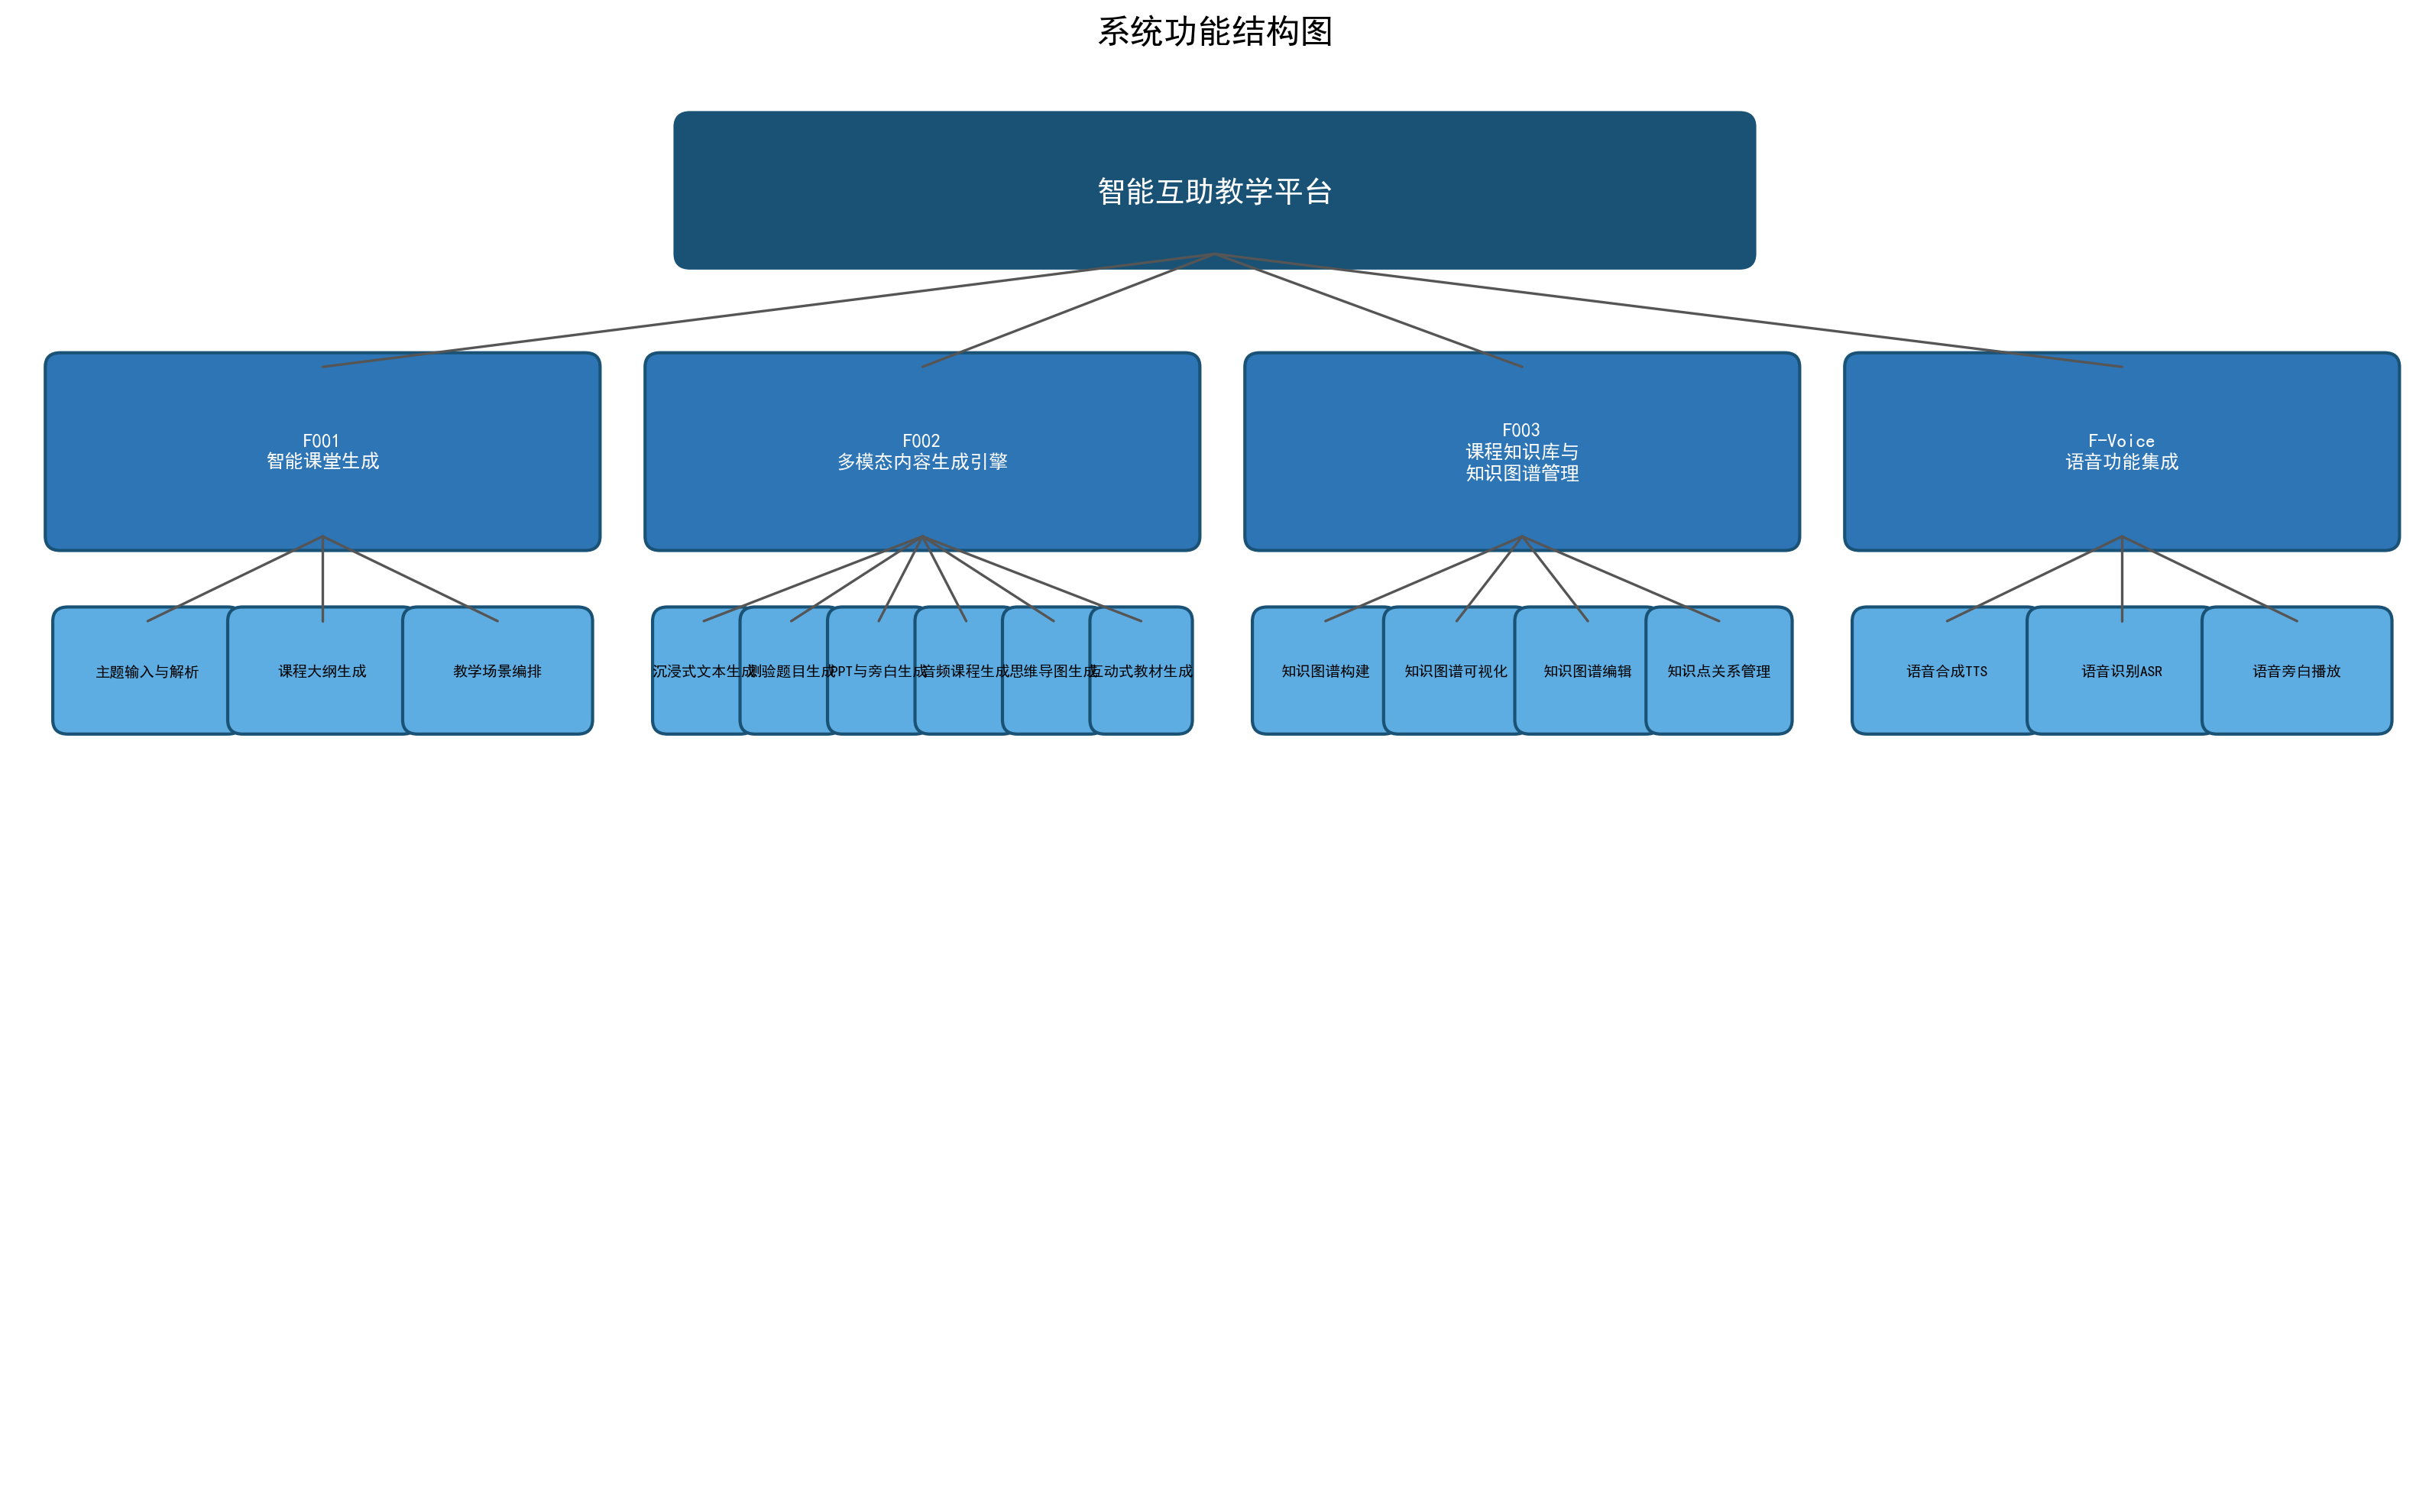 系统功能结构图
智能互助教学平台
F001
智能课堂生成
F002
多模态内容生成引擎
F003
课程知识库与
知识图谱管理
F-Voice
语音功能集成
主题输入与解析
课程大纲生成
教学场景编排
沉浸式文本生成
测验题目生成
PPT与旁白生成
音频课程生成
思维导图生成
互动式教材生成
知识图谱构建
知识图谱可视化
知识图谱编辑
知识点关系管理
语音合成TTS
语音识别ASR
语音旁白播放